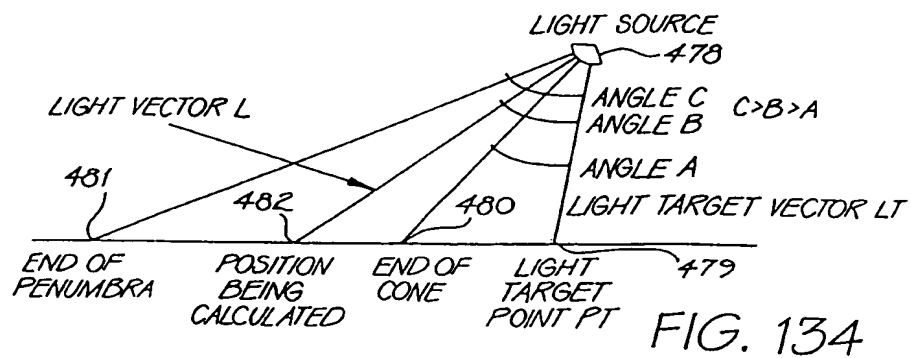 LIGHT SOURCE
478
ANGLE C
ANGLE B
C>B>A
LIGHT VECTOR L
ANGLE A
481
482
480
LIGHT TARGET VECTOR LT
479
END OF
PENUMBRA
POSITION
BEING
CALCULATED
END OF
CONE
LIGHT
TARGET
POINT PT
FIG. 134